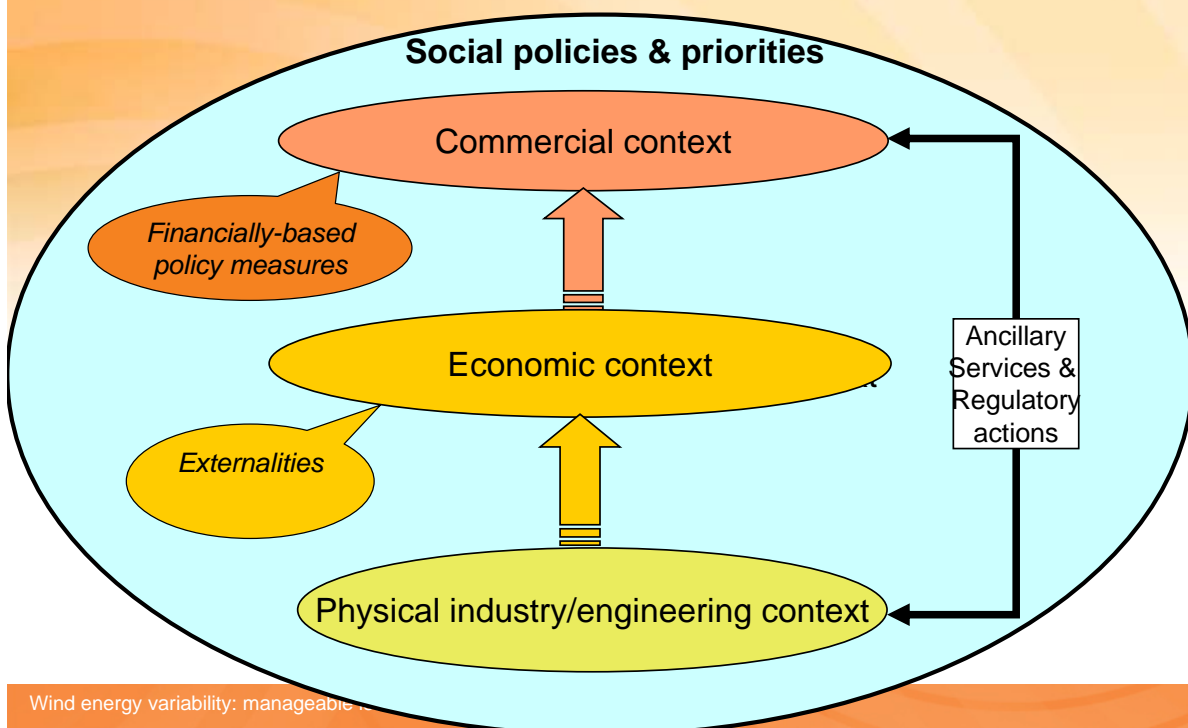 Social policies & priorities
Commercial context
Financially-based
policy measures
Economic context
Ancillary
Services &
Regulatory
actions
Externalities
Physical industry/engineering context
Wind energy variability: manageable